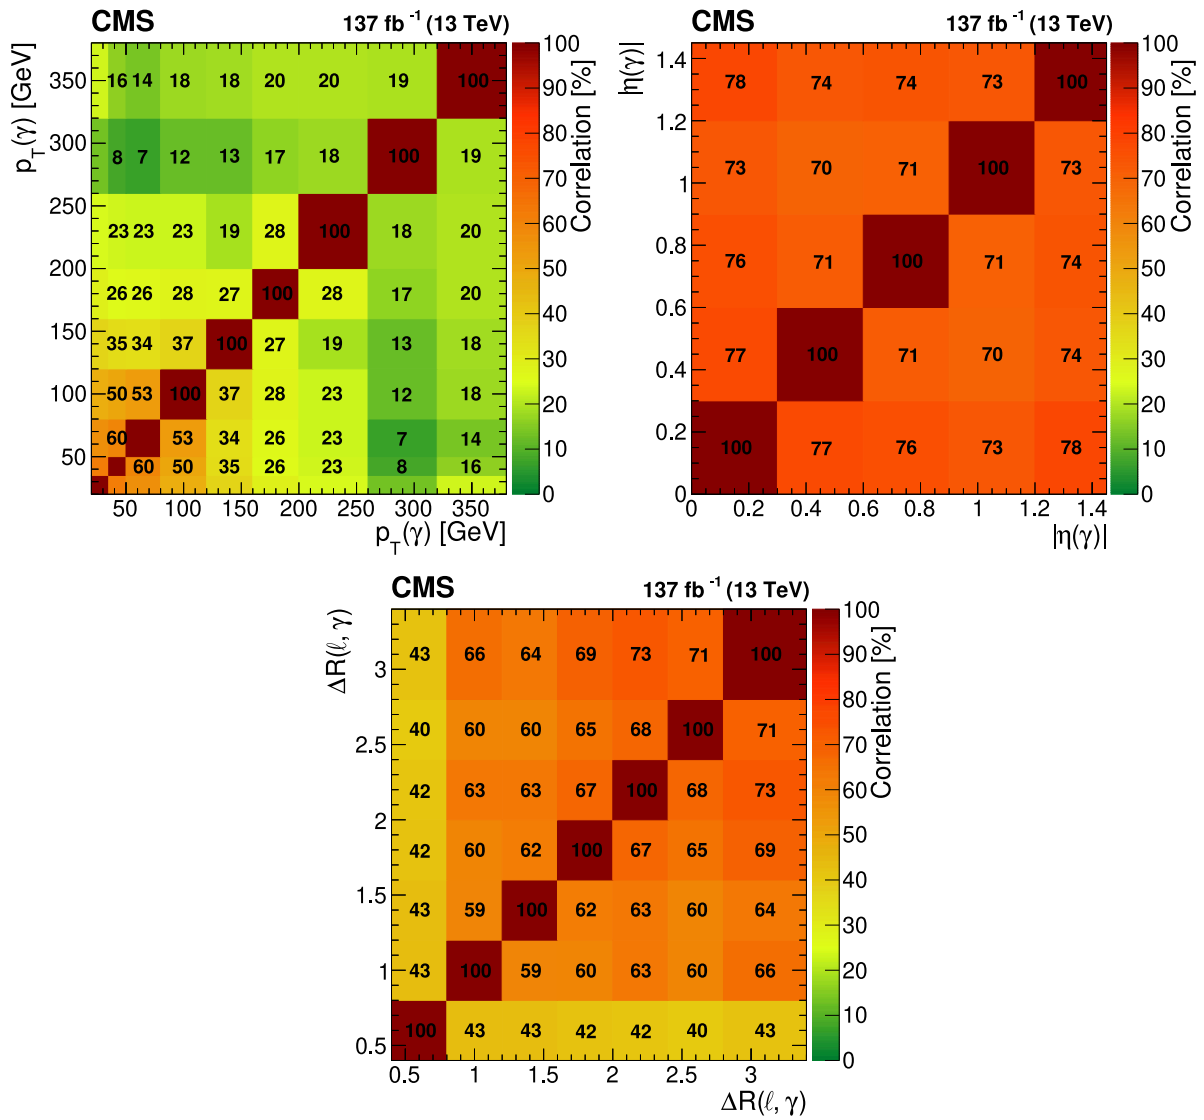 CMS 137 fb⁻¹ (13 TeV)
p_T(γ) [GeV]
350 16 14 18 18 20 20 19 100
300 8 7 12 13 17 18 100 19
250
23 23 23 19 28 100 18 20
200
26 26 28 27 100 28 17 20
150 35 34 37 100 27 19 13 18
100 50 53 100 37 28 23 12 18
60 53 34 26 23 7 14
50 60 50 35 26 23 8 16
50 100 150 200 250 300 350
p_T(γ) [GeV]
100
90
80
70
60
50
40
30
20
10
0
Correlation [%]
CMS 137 fb⁻¹ (13 TeV)
|η(γ)|
1.4
78 74 74 73 100
1.2
73 70 71 100 73
1
0.8
76 71 100 71 74
0.6
77 100 71 70 74
0.4
0.2
100 77 76 73 78
0
0 0.2 0.4 0.6 0.8 1 1.2 1.4
|η(γ)|
100
90
80
70
60
50
40
30
20
10
0
Correlation [%]
CMS 137 fb⁻¹ (13 TeV)
ΔR(ℓ, γ)
43 66 64 69 73 71 100
3
40 60 60 65 68 100 71
2.5
42 63 63 67 100 68 73
2
42 60 62 100 67 65 69
1.5
43 59 100 62 63 60 64
1 43 100 59 60 63 60 66
100 43 43 42 42 40 43
0.5
0.5 1 1.5 2 2.5 3
ΔR(ℓ, γ)
100
90
80
70
60
50
40
30
20
10
0
Correlation [%]